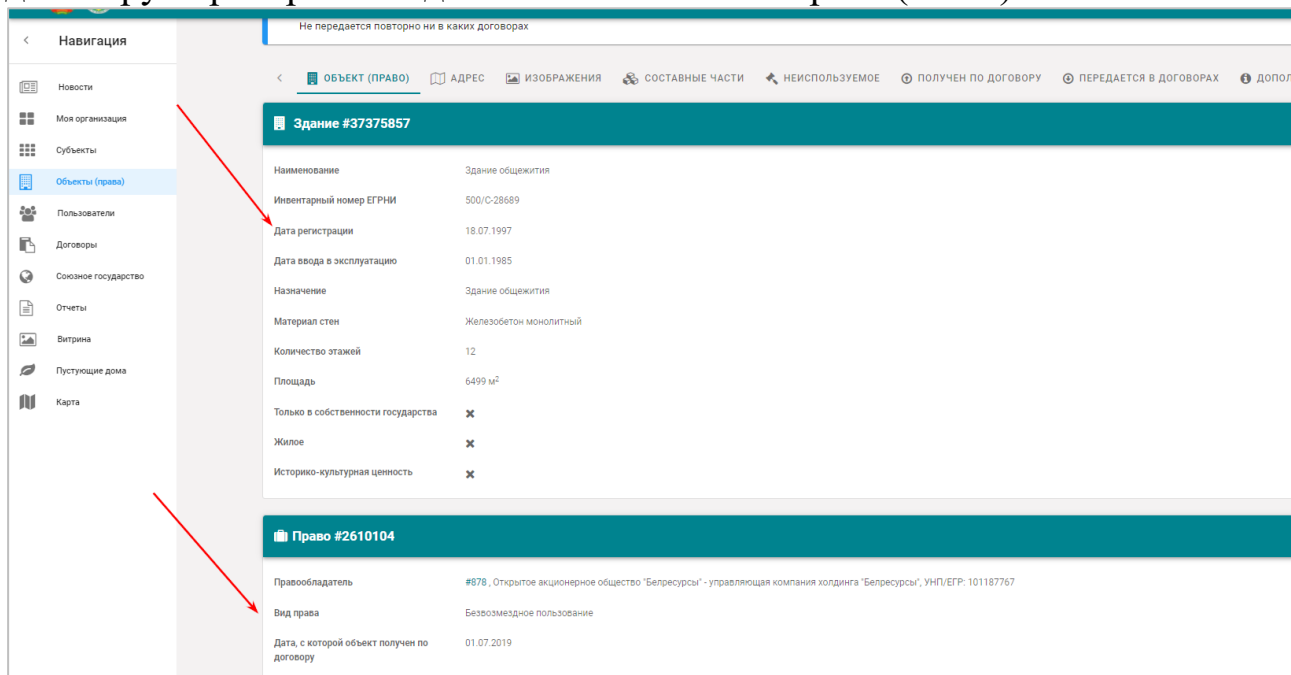 Не передается повторно ни в каких договорах
Навигация
Новости
Моя организация
Субъекты
Объекты (права)
Пользователи
Договоры
Союзное государство
Отчеты
Витрина
Пустующие дома
Карта
ОБЪЕКТ (ПРАВО) АДРЕС ИЗОБРАЖЕНИЯ СОСТАВНЫЕ ЧАСТИ НЕИСПОЛЬЗУЕМОЕ ПОЛУЧЕН ПО ДОГОВОРУ ПЕРЕДАЕТСЯ В ДОГОВОРАХ ДОПОЛ
Здание #37375857
Наименование Здание общежития
Инвентарный номер ЕГРНИ 500/С-28689
Дата регистрации 18.07.1997
Дата ввода в эксплуатацию 01.01.1985
Назначение Здание общежития
Материал стен Железобетон монолитный
Количество этажей 12
Площадь 6499 м²
Только в собственности государства
Жилое
Историко-культурная ценность
Право #2610104
Правообладатель #878 , Открытое акционерное общество "Белресурсы" - управляющая компания холдинга "Белресурсы", УНП/ЕГР: 101187767
Вид права Безвозмездное пользование
Дата, с которой объект получен по 01.07.2019
договору